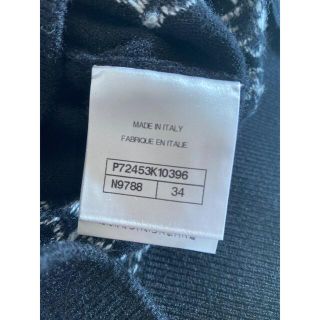 MADE IN ITALY
FABRIQUE EN ITALIE
P72453K10396
N9788 34